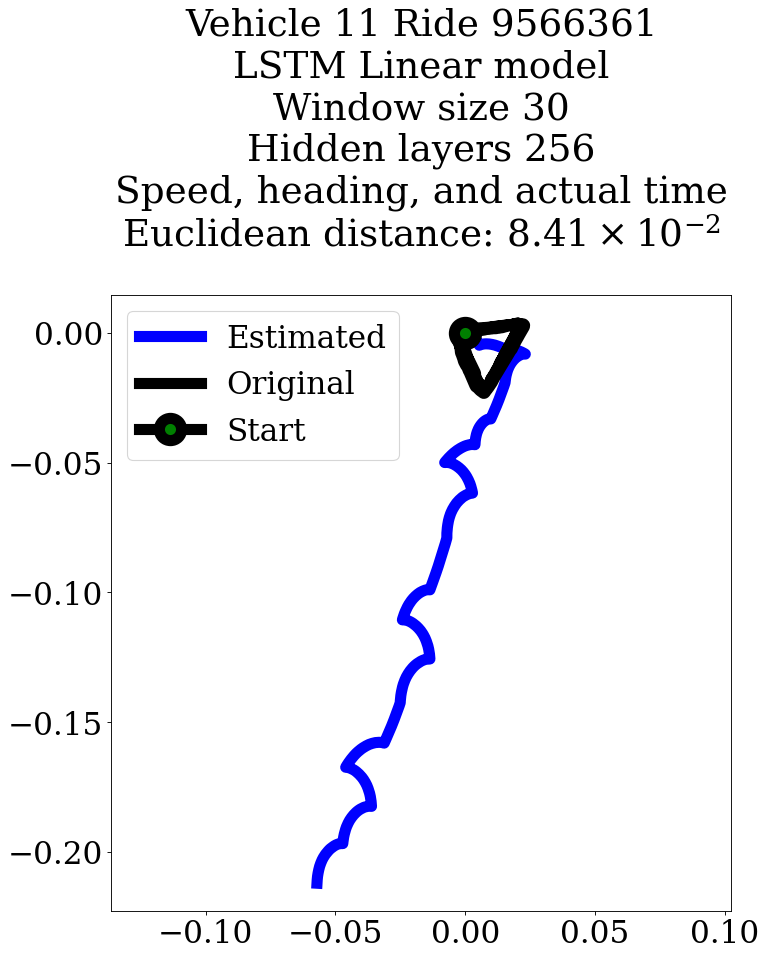 Vehicle 11 Ride 9566361
LSTM Linear model
Window size 30
Hidden layers 256
Speed, heading, and actual time
Euclidean distance: 8.41 × 10⁻²
Estimated
Original
Start
0.00
−0.05
−0.10
−0.15
−0.20
−0.10 −0.05 0.00 0.05 0.10